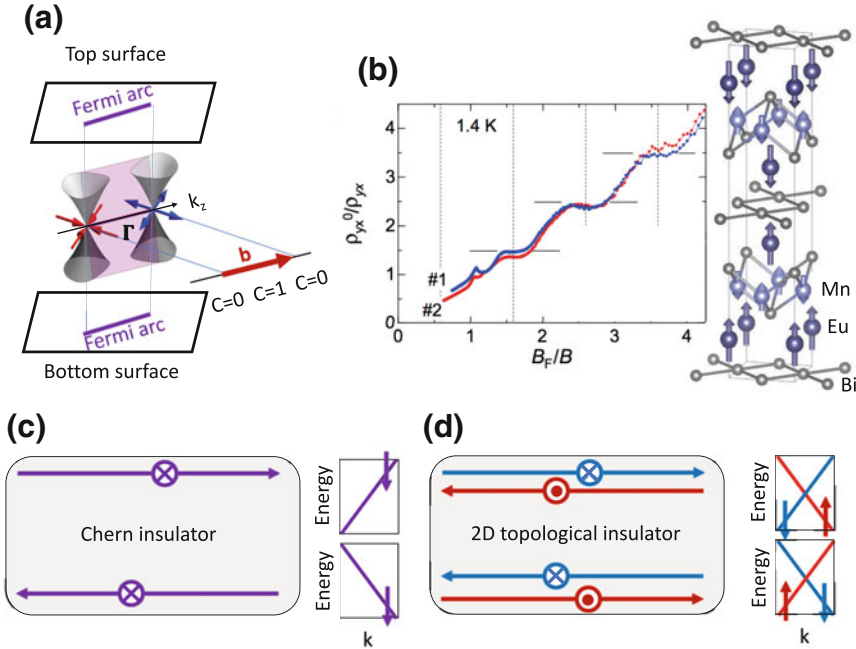 (a)
Top surface
Fermi arc
k_z
Γ
b
C=0 C=1 C=0
Fermi arc
Bottom surface
(b)
1.4 K
ρ_yx^0/ρ_yx
4
3
2
1
0
#1
#2
0 1 2 3 4
B_F/B
Mn
Eu
Bi
(c)
Chern insulator
Energy
Energy
k
(d)
2D topological insulator
Energy
Energy
k